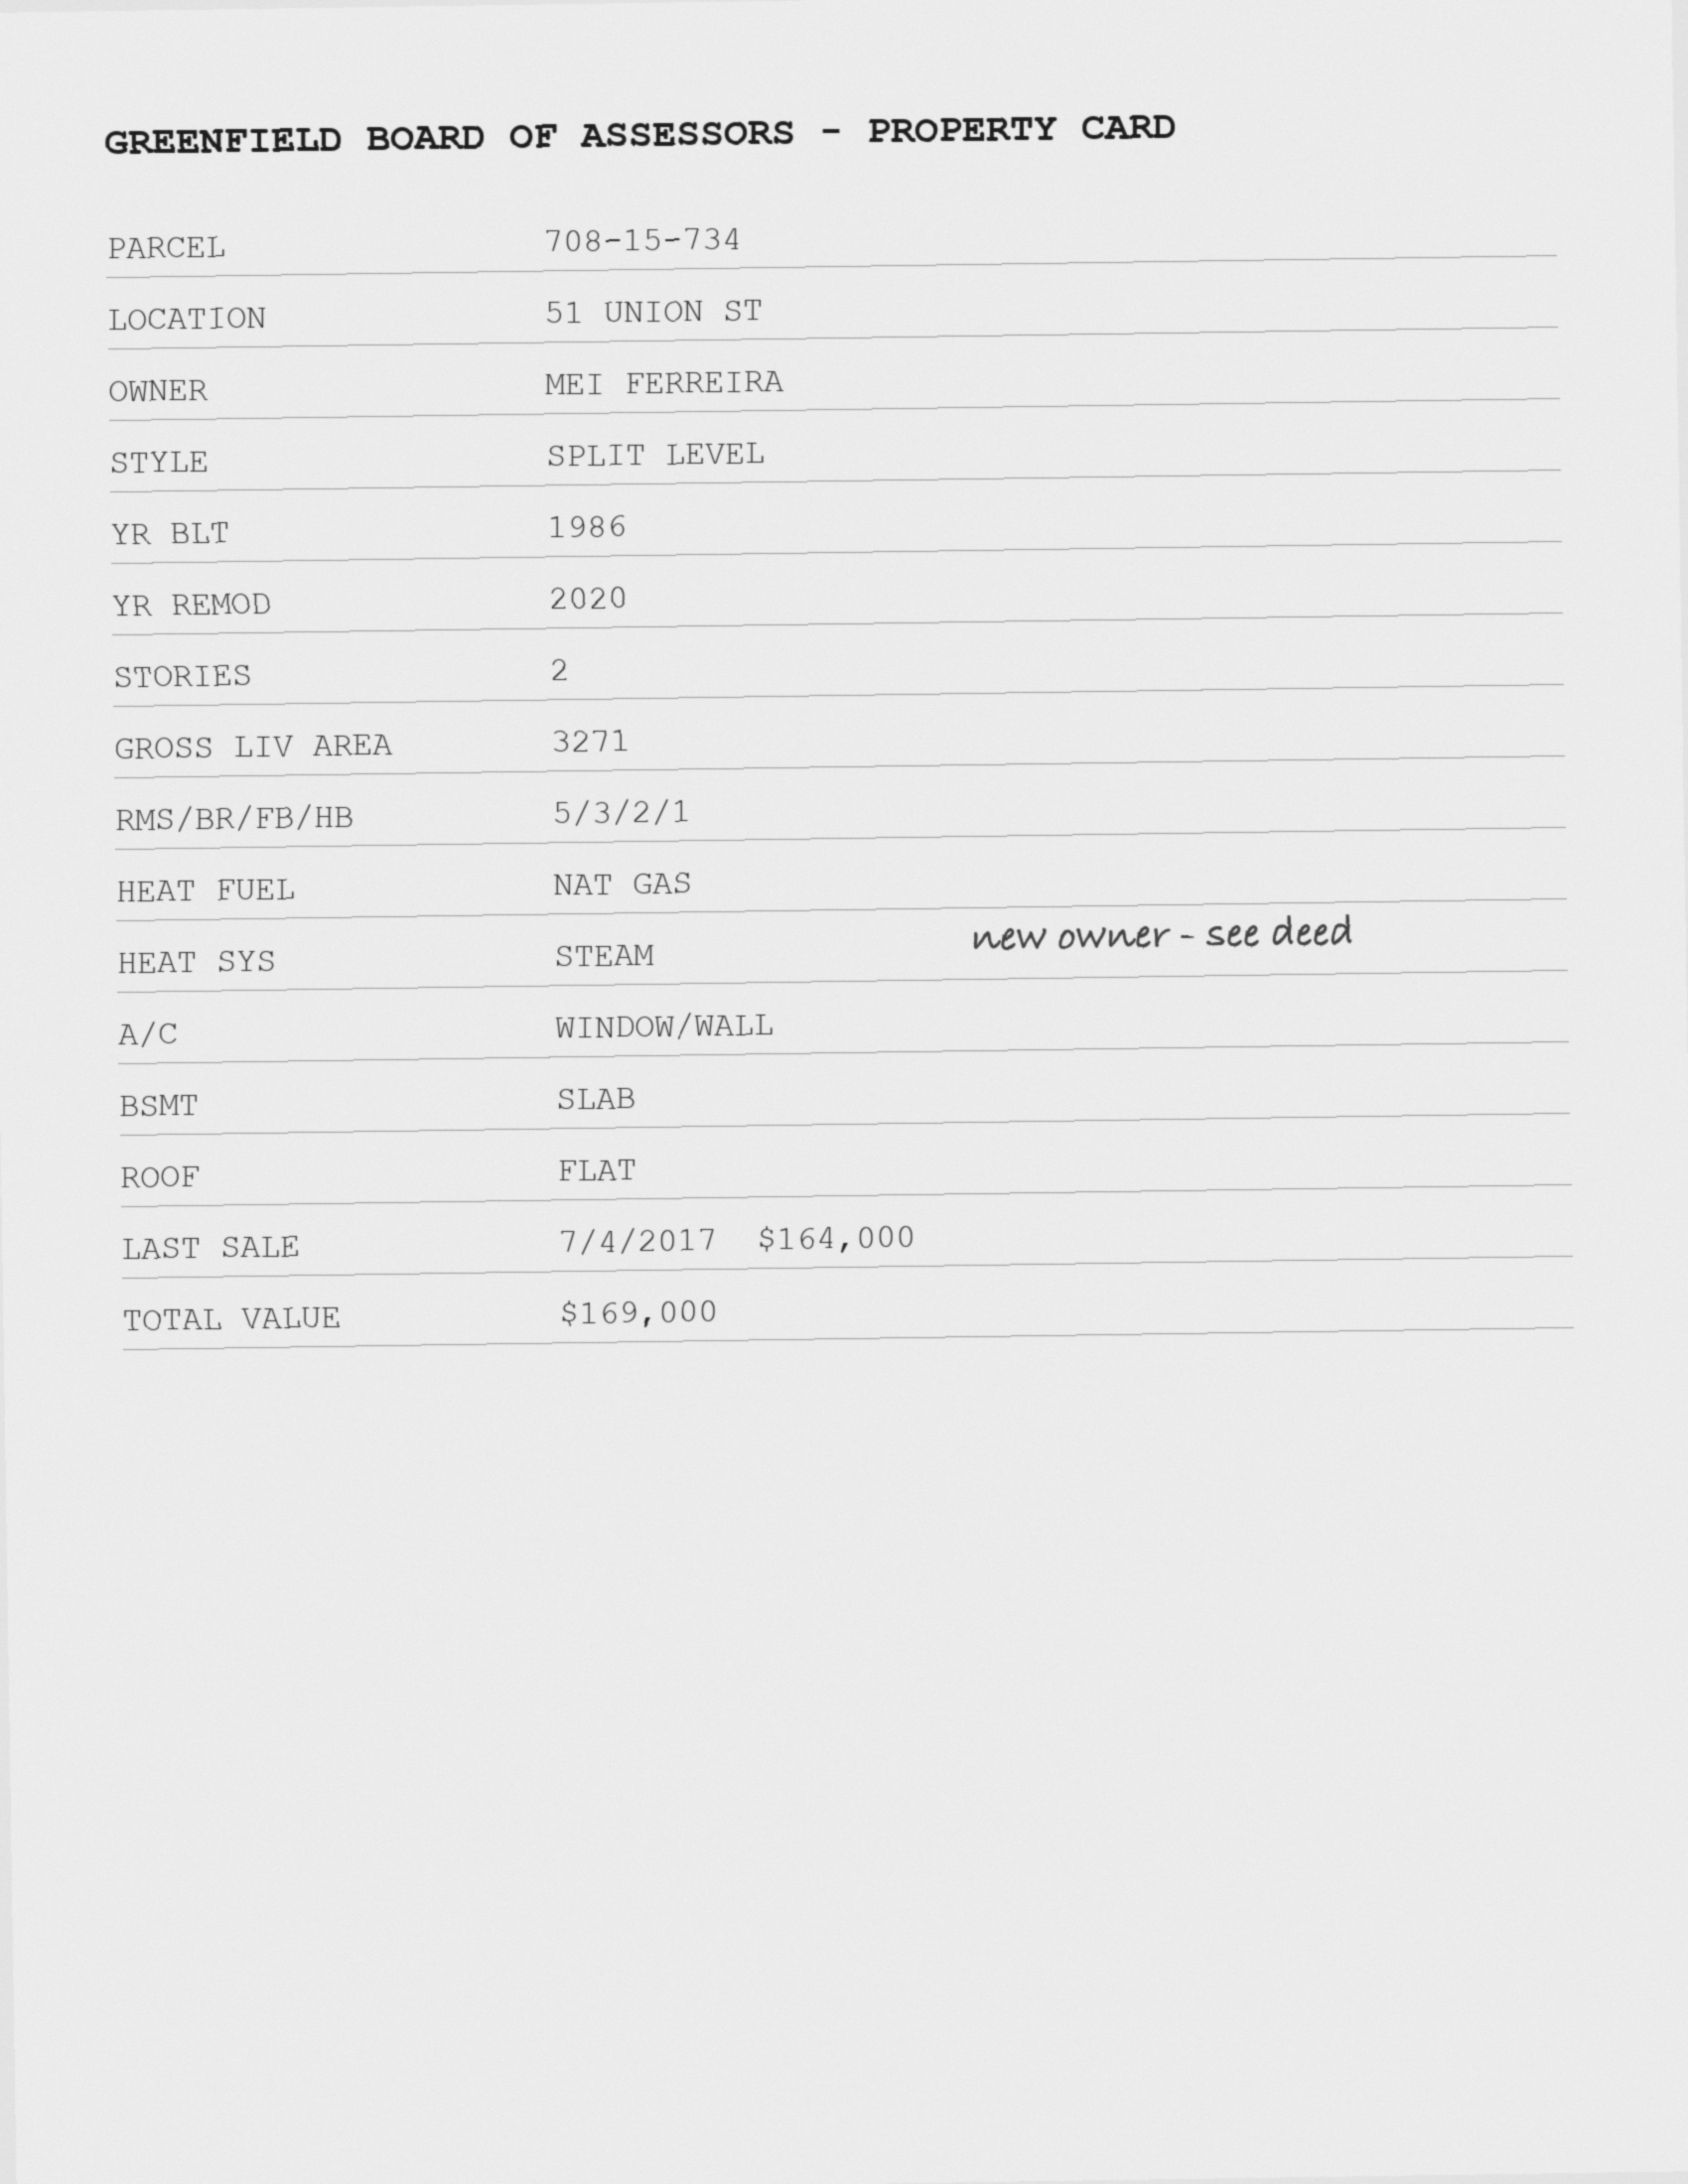 GREENFIELD BOARD OF ASSESSORS - PROPERTY CARD
PARCEL 708-15-734
LOCATION 51 UNION ST
OWNER MEI FERREIRA
STYLE SPLIT LEVEL
YR BLT 1986
YR REMOD 2020
STORIES 2
GROSS LIV AREA 3271
RMS/BR/FB/HB 5/3/2/1
HEAT FUEL NAT GAS
HEAT SYS STEAM new owner - see deed
A/C WINDOW/WALL
BSMT SLAB
ROOF FLAT
LAST SALE 7/4/2017 $164,000
TOTAL VALUE $169,000